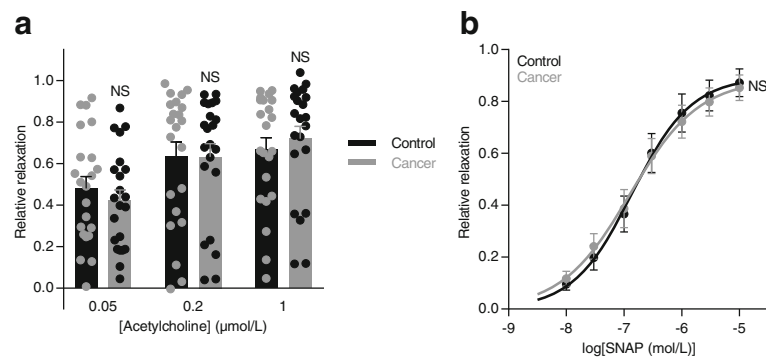 a
NS
NS
NS
1.0
0.8
0.6
0.4
0.2
0.0
Relative relaxation
0.05
0.2
1
[Acetylcholine] (μmol/L)
Control
Cancer
b
1.0
0.8
0.6
0.4
0.2
0.0
Relative relaxation
Control
Cancer
NS
-9
-8
-7
-6
-5
-4
log[SNAP (mol/L)]